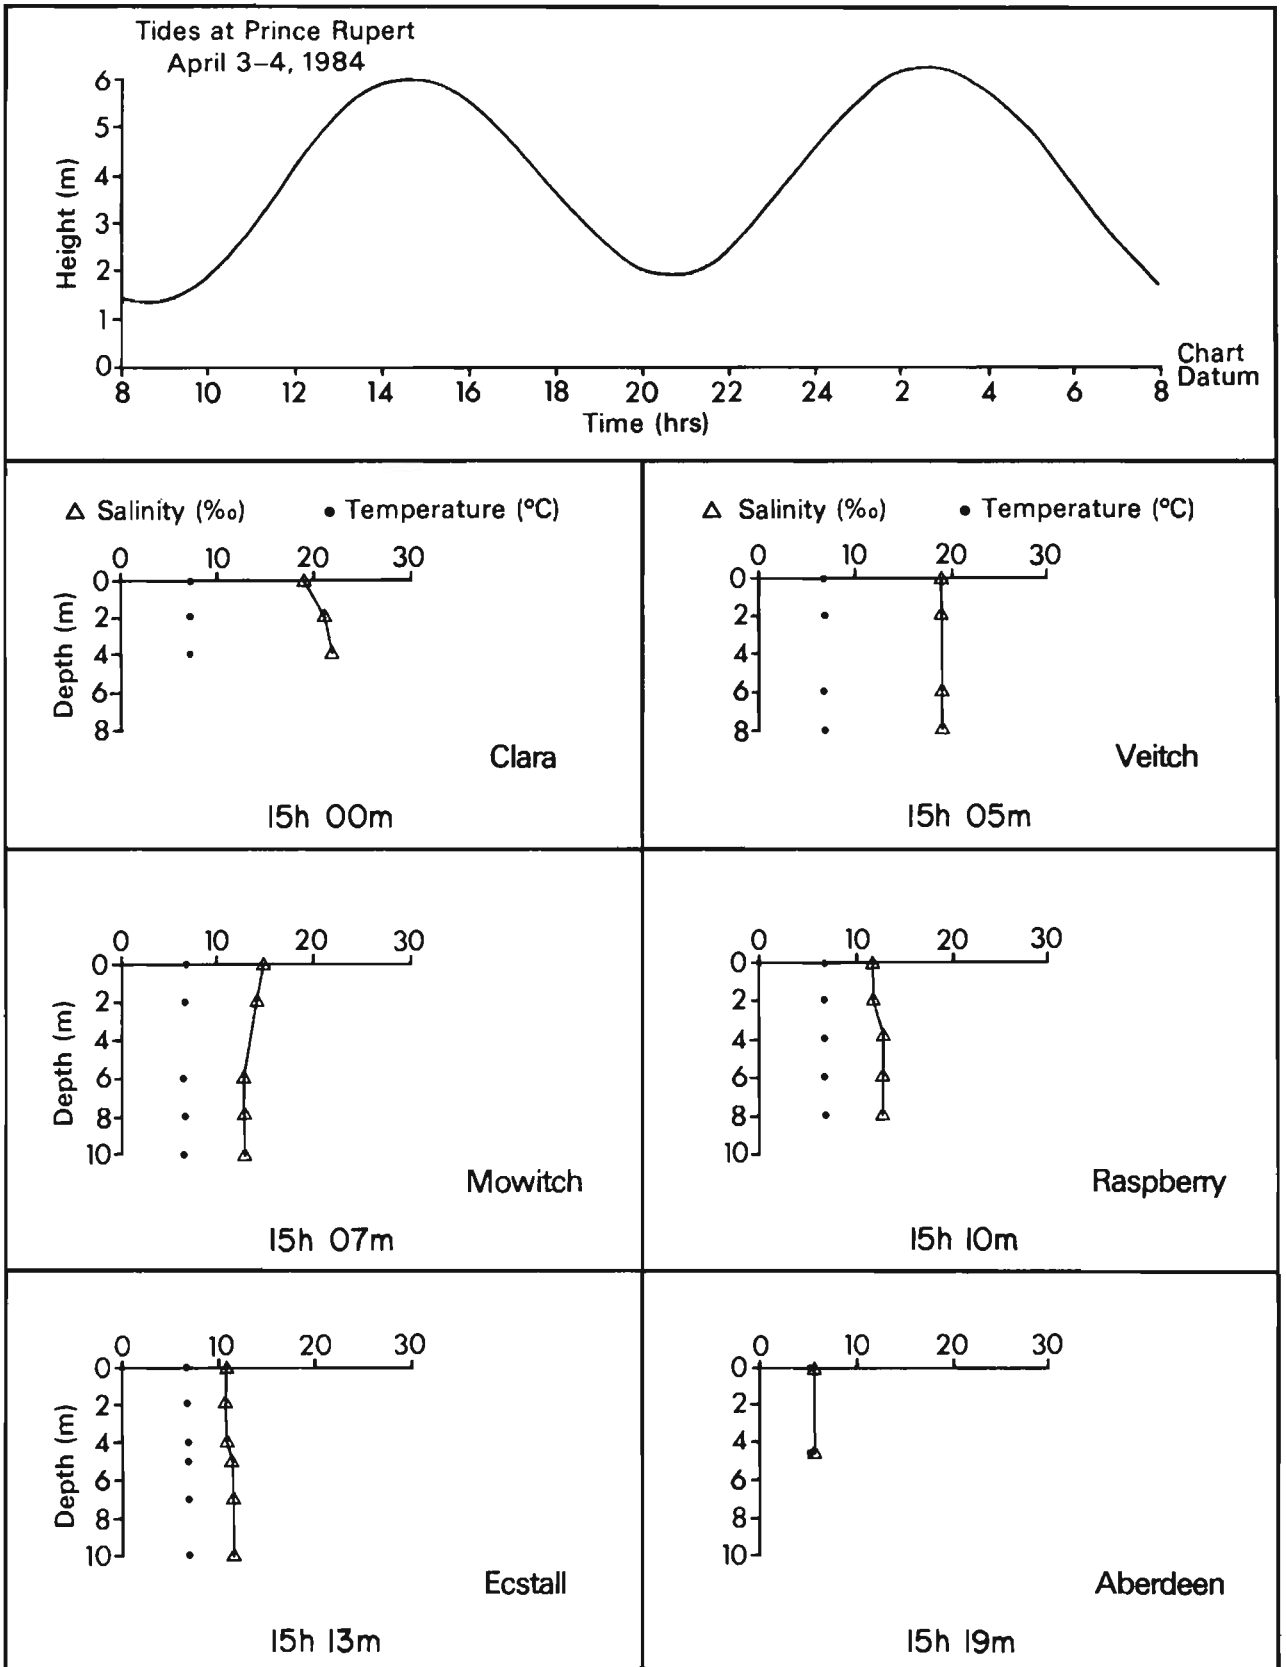 Tides at Prince Rupert
April 3–4, 1984
Height (m)
6
5
4
3
2
1
0
8 10 12 14 16 18 20 22 24 2 4 6 8
Time (hrs)
Chart
Datum
△ Salinity (‰) • Temperature (°C)
0 10 20 30
Depth (m)
0
2
4
6
8
Clara
15h 00m
△ Salinity (‰) • Temperature (°C)
0 10 20 30
0
2
4
6
8
Veitch
15h 05m
0 10 20 30
Depth (m)
0
2
4
6
8
10
Mowitch
15h 07m
0 10 20 30
0
2
4
6
8
10
Raspberry
15h 10m
0 10 20 30
Depth (m)
0
2
4
6
8
10
Ecstall
15h 13m
0 10 20 30
0
2
4
6
8
10
Aberdeen
15h 19m